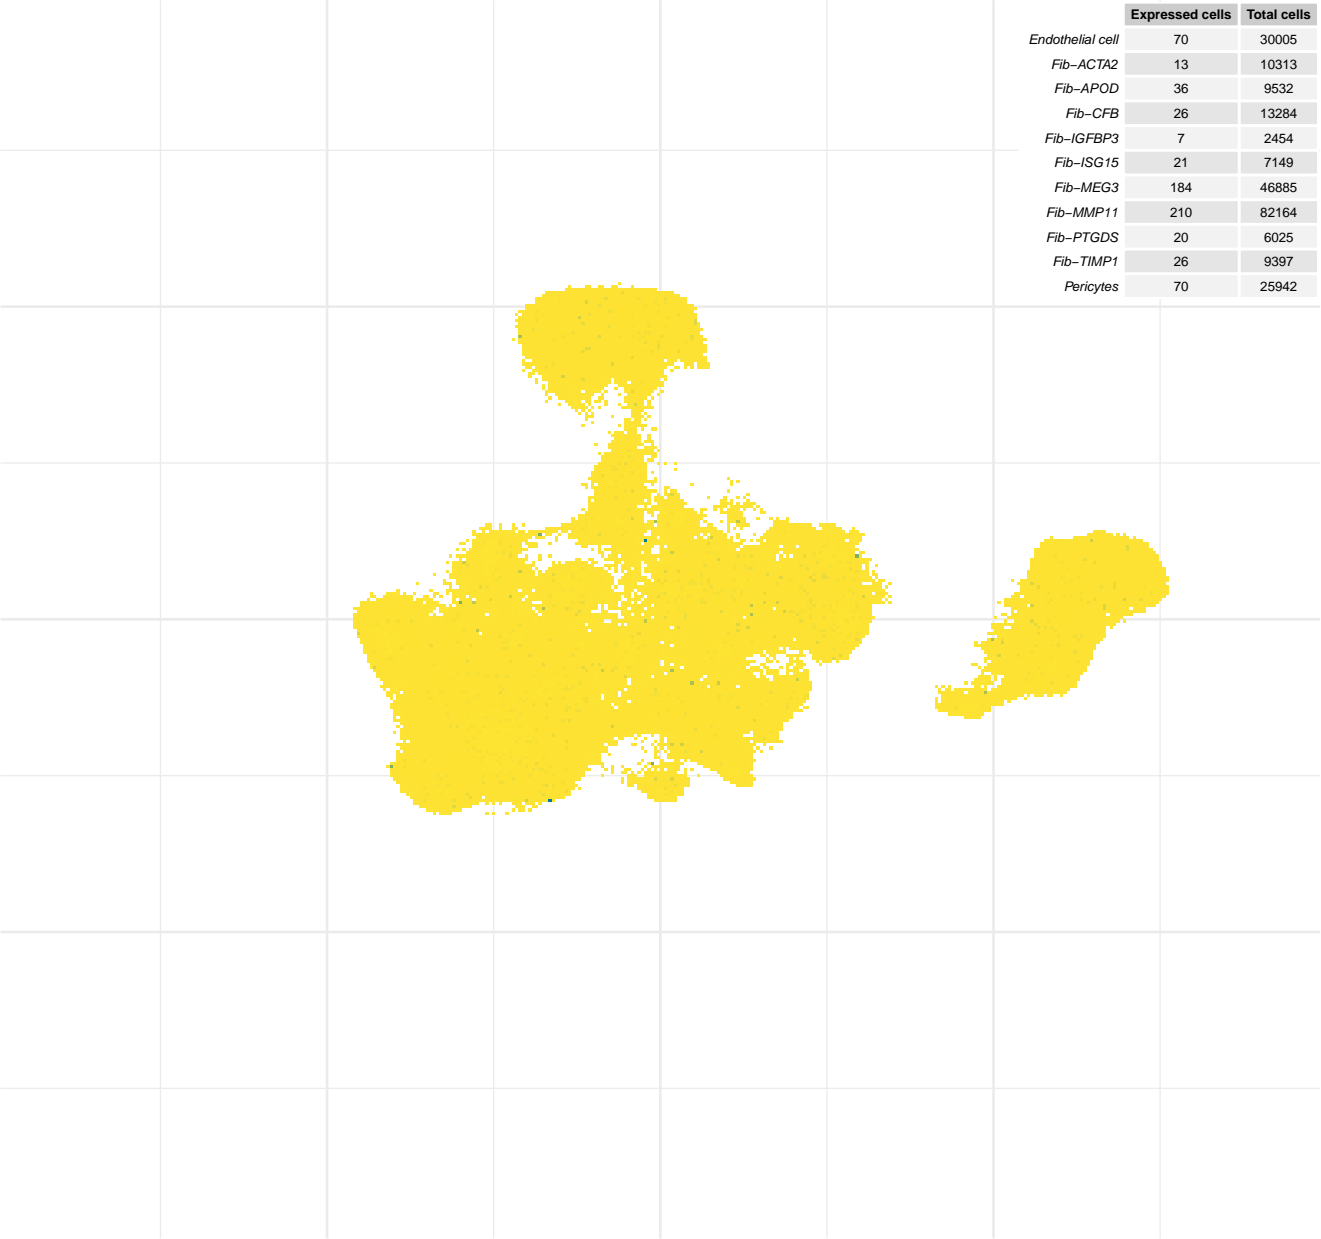 Expressed cells Total cells
Endothelial cell 70 30005
Fib−ACTA2 13 10313
Fib−APOD 36 9532
Fib−CFB 26 13284
Fib−IGFBP3 7 2454
Fib−ISG15 21 7149
Fib−MEG3 184 46885
Fib−MMP11 210 82164
Fib−PTGDS 20 6025
Fib−TIMP1 26 9397
Pericytes 70 25942